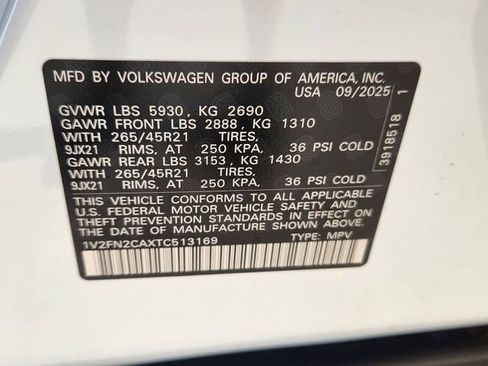 MFD BY VOLKSWAGEN GROUP OF AMERICA, INC.
USA 09/2025
GVWR LBS 5930, KG 2690
GAWR FRONT LBS 2888, KG 1310
WITH 265/45R21 TIRES,
9JX21 RIMS, AT 250 KPA, 36 PSI COLD
GAWR REAR LBS 3153, KG 1430
WITH 265/45R21 TIRES,
9JX21 RIMS, AT 250 KPA, 36 PSI COLD
THIS VEHICLE CONFORMS TO ALL APPLICABLE
U.S. FEDERAL MOTOR VEHICLE SAFETY AND
THEFT PREVENTION STANDARDS IN EFFECT ON
THE DATE OF MANUFACTURE SHOWN ABOVE.
1V2FN2CAXTC513169 TYPE: MPV
3918518 1